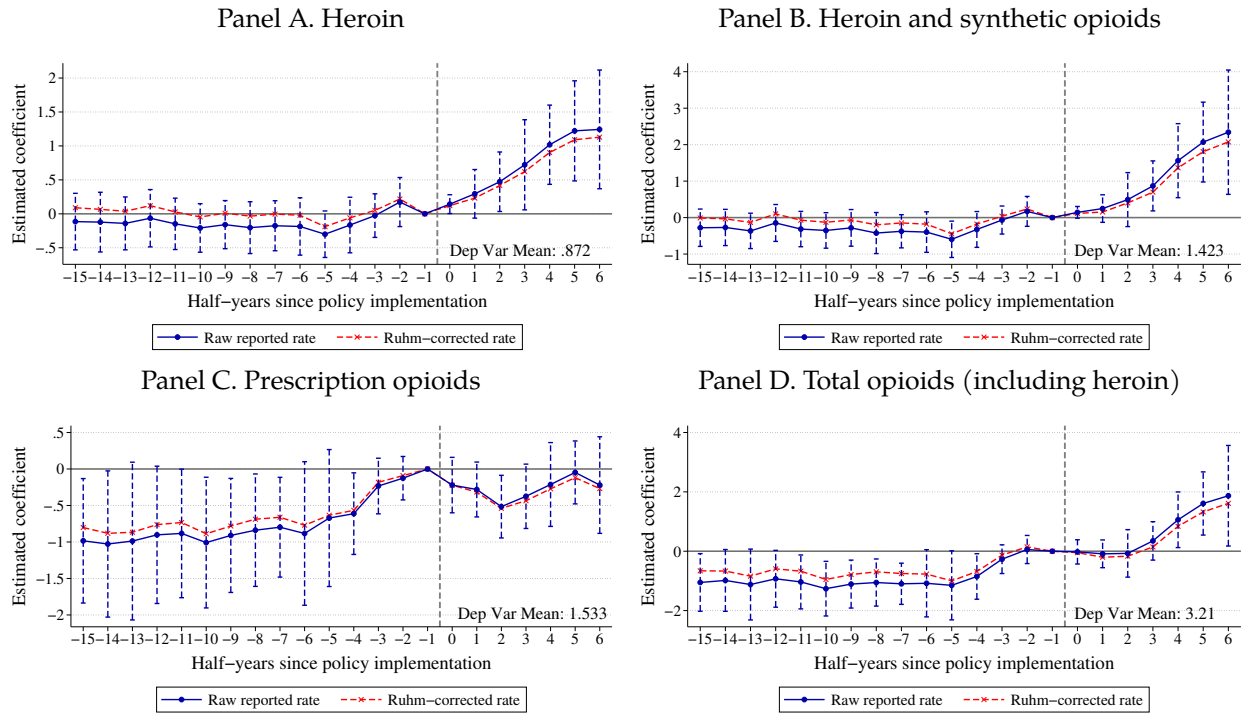 Panel A. Heroin
Estimated coefficient
2
1.5
1
.5
0
−.5
Dep Var Mean: .872
−15 −14 −13 −12 −11 −10 −9 −8 −7 −6 −5 −4 −3 −2 −1 0 1 2 3 4 5 6
Half−years since policy implementation
Raw reported rate
Ruhm−corrected rate
Panel B. Heroin and synthetic opioids
Estimated coefficient
4
3
2
1
0
−1
Dep Var Mean: 1.423
−15 −14 −13 −12 −11 −10 −9 −8 −7 −6 −5 −4 −3 −2 −1 0 1 2 3 4 5 6
Half−years since policy implementation
Raw reported rate
Ruhm−corrected rate
Panel C. Prescription opioids
Estimated coefficient
.5
0
−.5
−1
−1.5
−2
Dep Var Mean: 1.533
−15 −14 −13 −12 −11 −10 −9 −8 −7 −6 −5 −4 −3 −2 −1 0 1 2 3 4 5 6
Half−years since policy implementation
Raw reported rate
Ruhm−corrected rate
Panel D. Total opioids (including heroin)
Estimated coefficient
4
2
0
−2
Dep Var Mean: 3.21
−15 −14 −13 −12 −11 −10 −9 −8 −7 −6 −5 −4 −3 −2 −1 0 1 2 3 4 5 6
Half−years since policy implementation
Raw reported rate
Ruhm−corrected rate